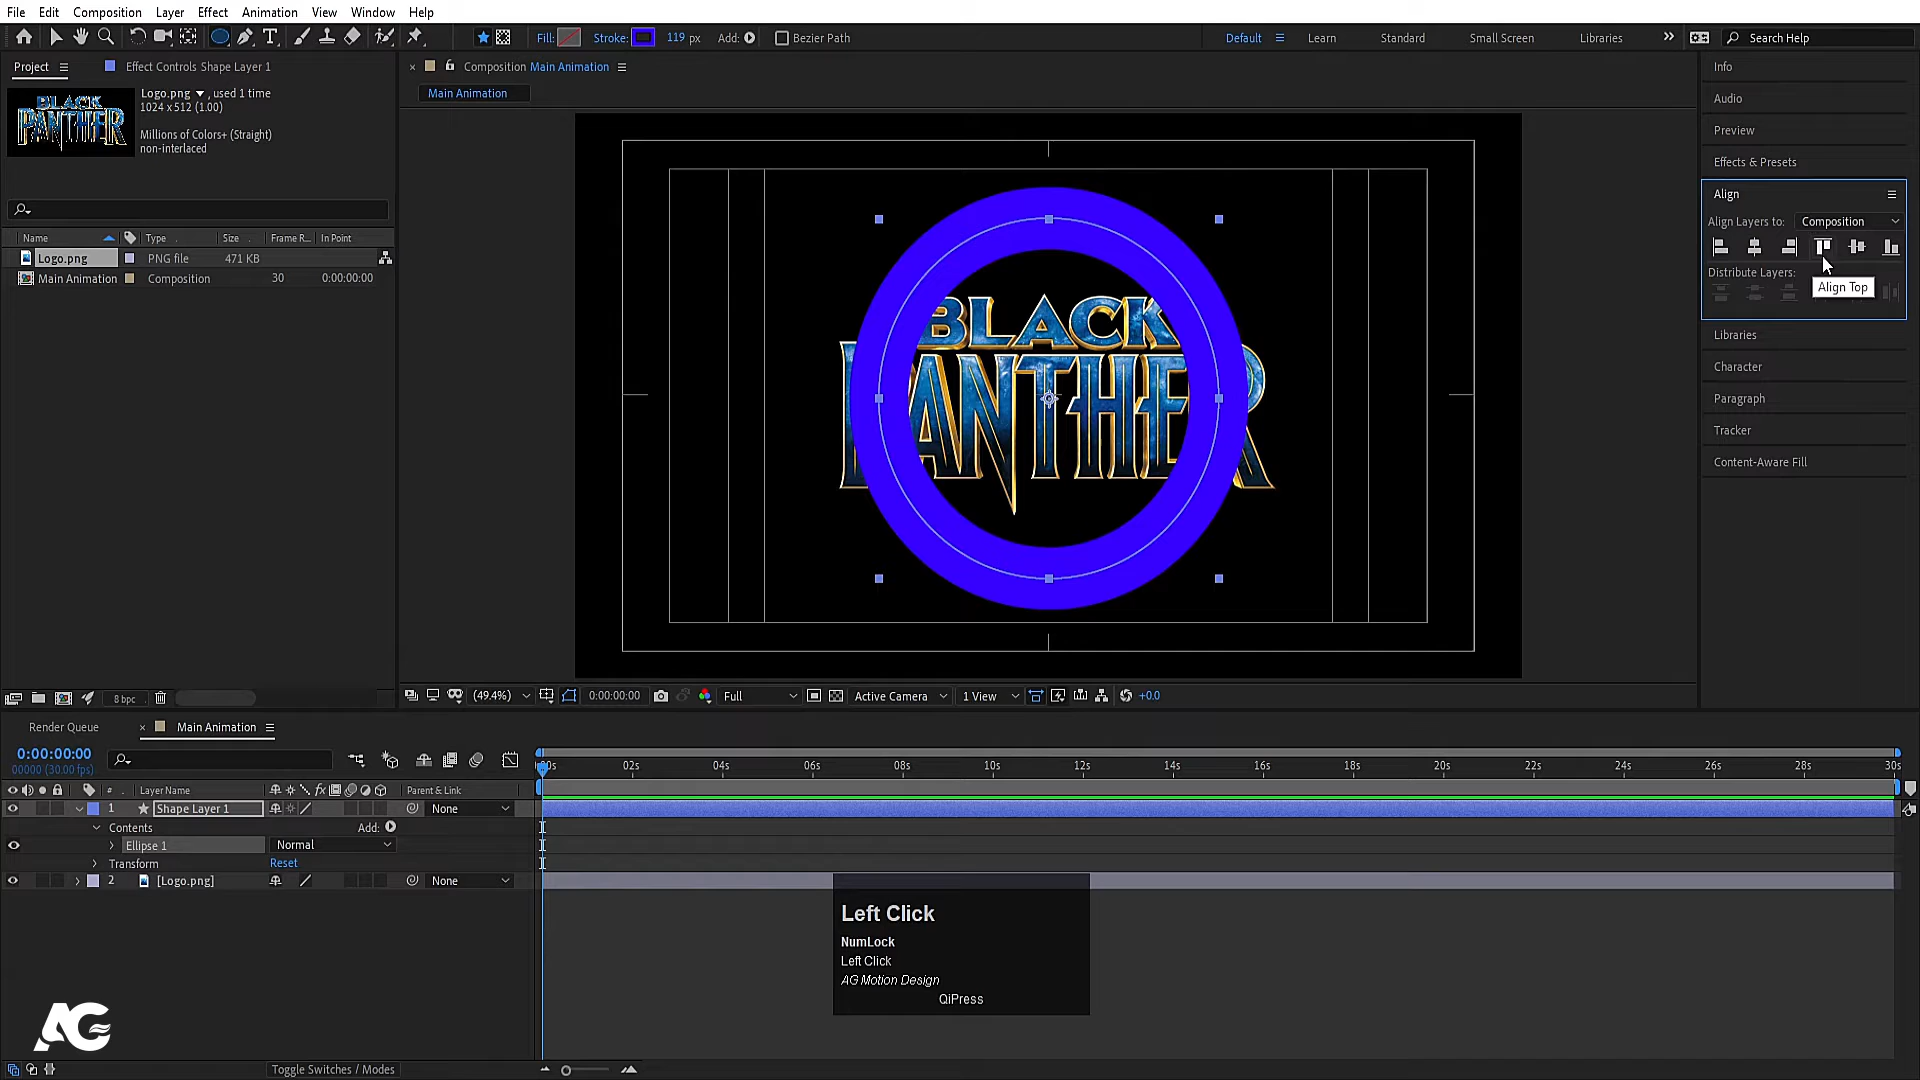 File Edit Composition Layer Effect Animation View Window Help
Fill: Stroke: 119 px Add: Bezier Path Default Learn Standard Small Screen Libraries Search Help
Project Effect Controls Shape Layer 1
Composition Main Animation
Main Animation
Logo.png, used 1 time
1024 x 512 (1.00)
Millions of Colors+ (Straight)
non-interlaced
BLACK
PANTHER
Name Type Size Frame R... In Point
Logo.png PNG file 471 KB
Main Animation Composition 30 0:00:00:00
8 bpc
BLACK
PANTHER
(49.4%) 0:00:00:00 Full Active Camera 1 View +0.0
Info
Audio
Preview
Effects & Presets
Align
Align Layers to: Composition
Distribute Layers:
Align Top
Libraries
Character
Paragraph
Tracker
Content-Aware Fill
Render Queue Main Animation
0:00:00:00
00000 (30.00 fps)
02s 04s 06s 08s 10s 12s 14s 16s 18s 20s 22s 24s 26s 28s 30s
# Layer Name Parent & Link
1 Shape Layer 1 None
Contents Add:
Ellipse 1 Normal
Transform Reset
2 [Logo.png] None
Left Click
NumLock
Left Click
AG Motion Design
QiPress
AG
Toggle Switches / Modes